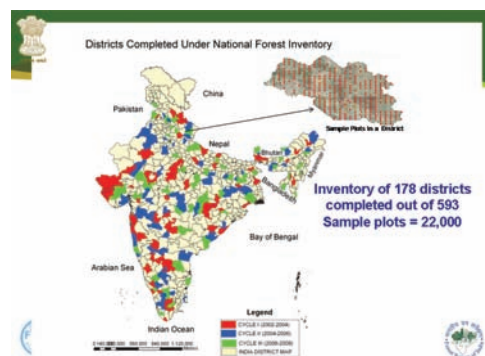 Districts Completed Under National Forest Inventory
China
Pakistan
Sample Plots in a District
Nepal
Bhutan
Myanmar
Bangladesh
Inventory of 178 districts
completed out of 593
Sample plots = 22,000
Bay of Bengal
Arabian Sea
Indian Ocean
Legend
CYCLE I (2002-2004)
CYCLE II (2004-2006)
CYCLE III (2006-2008)
INDIA DISTRICT MAP